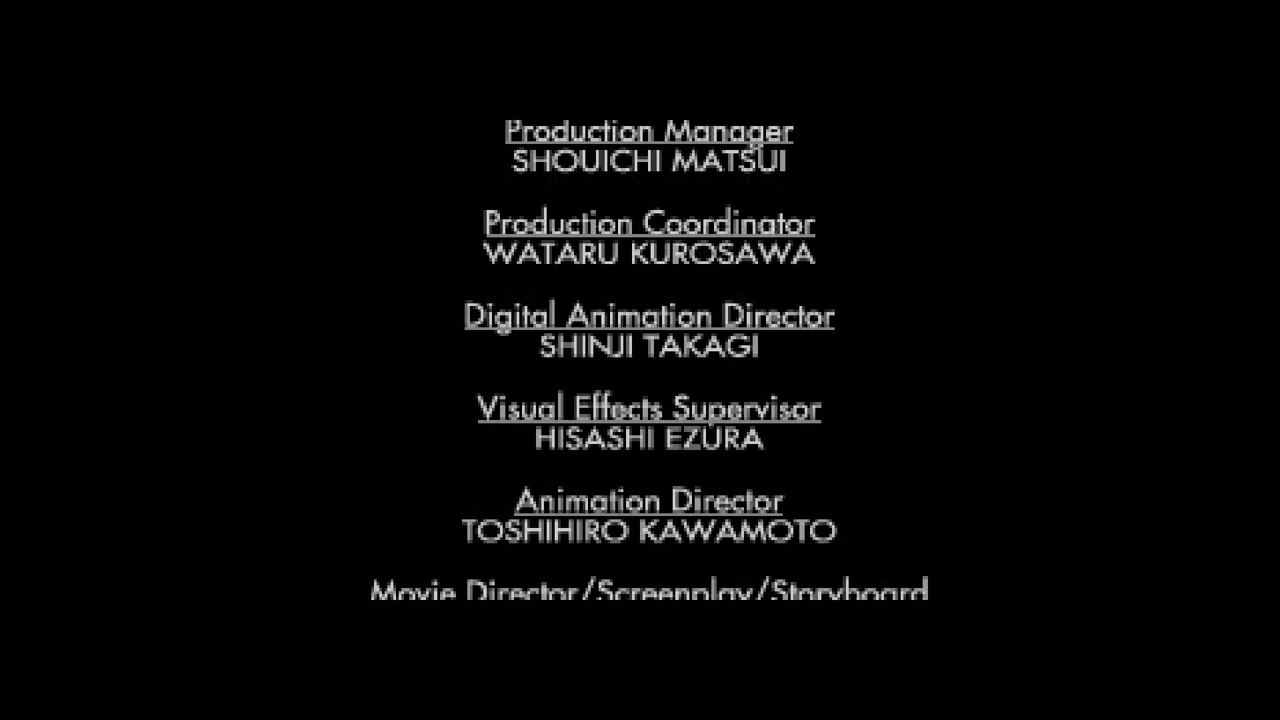 Production Manager
SHOUICHI MATSUI
Production Coordinator
WATARU KUROSAWA
Digital Animation Director
SHINJI TAKAGI
Visual Effects Supervisor
HISASHI EZURA
Animation Director
TOSHIHIRO KAWAMOTO
Movie Director/Screenplay/Storyboard